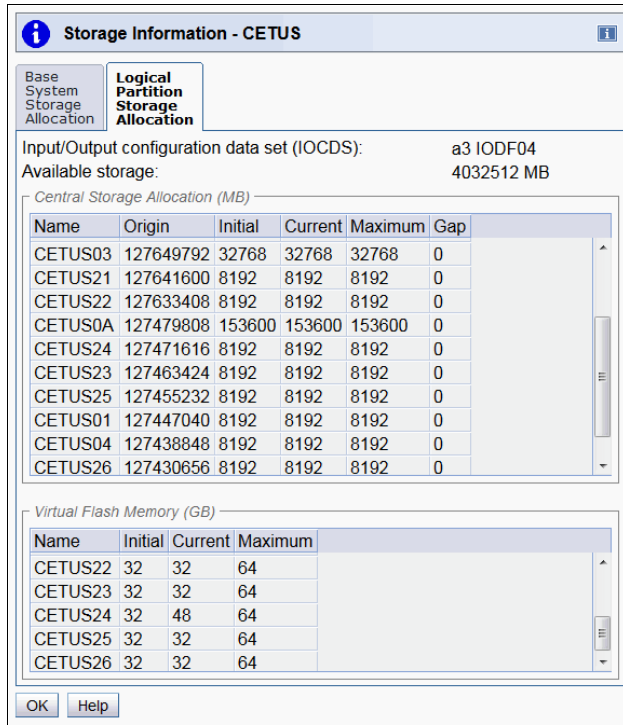 Storage Information - CETUS
Base System Storage Allocation
Logical Partition Storage Allocation
Input/Output configuration data set (IOCDS): a3 IODF04
Available storage: 4032512 MB
Central Storage Allocation (MB)
Name Origin Initial Current Maximum Gap
CETUS03 127649792 32768 32768 32768 0
CETUS21 127641600 8192 8192 8192 0
CETUS22 127633408 8192 8192 8192 0
CETUS0A 127479808 153600 153600 153600 0
CETUS24 127471616 8192 8192 8192 0
CETUS23 127463424 8192 8192 8192 0
CETUS25 127455232 8192 8192 8192 0
CETUS01 127447040 8192 8192 8192 0
CETUS04 127438848 8192 8192 8192 0
CETUS26 127430656 8192 8192 8192 0
Virtual Flash Memory (GB)
Name Initial Current Maximum
CETUS22 32 32 64
CETUS23 32 32 64
CETUS24 32 48 64
CETUS25 32 32 64
CETUS26 32 32 64
OK Help